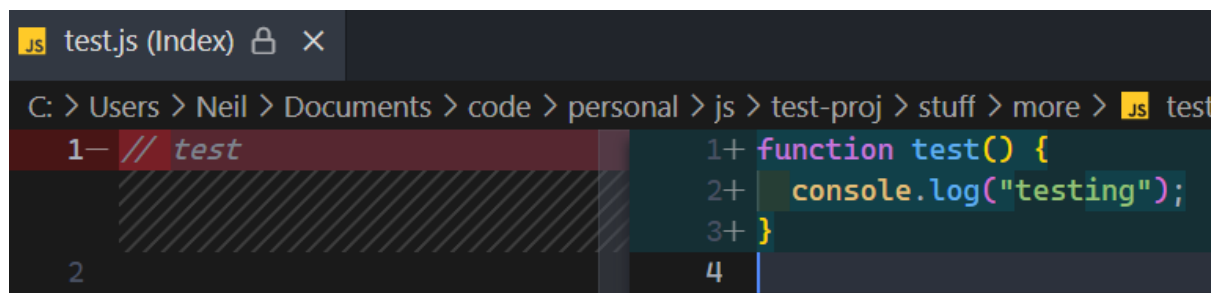 JS test.js (Index)
C: > Users > Neil > Documents > code > personal > js > test-proj > stuff > more > JS test
1− // test
2
1+ function test() {
2+ console.log("testing");
3+ }
4